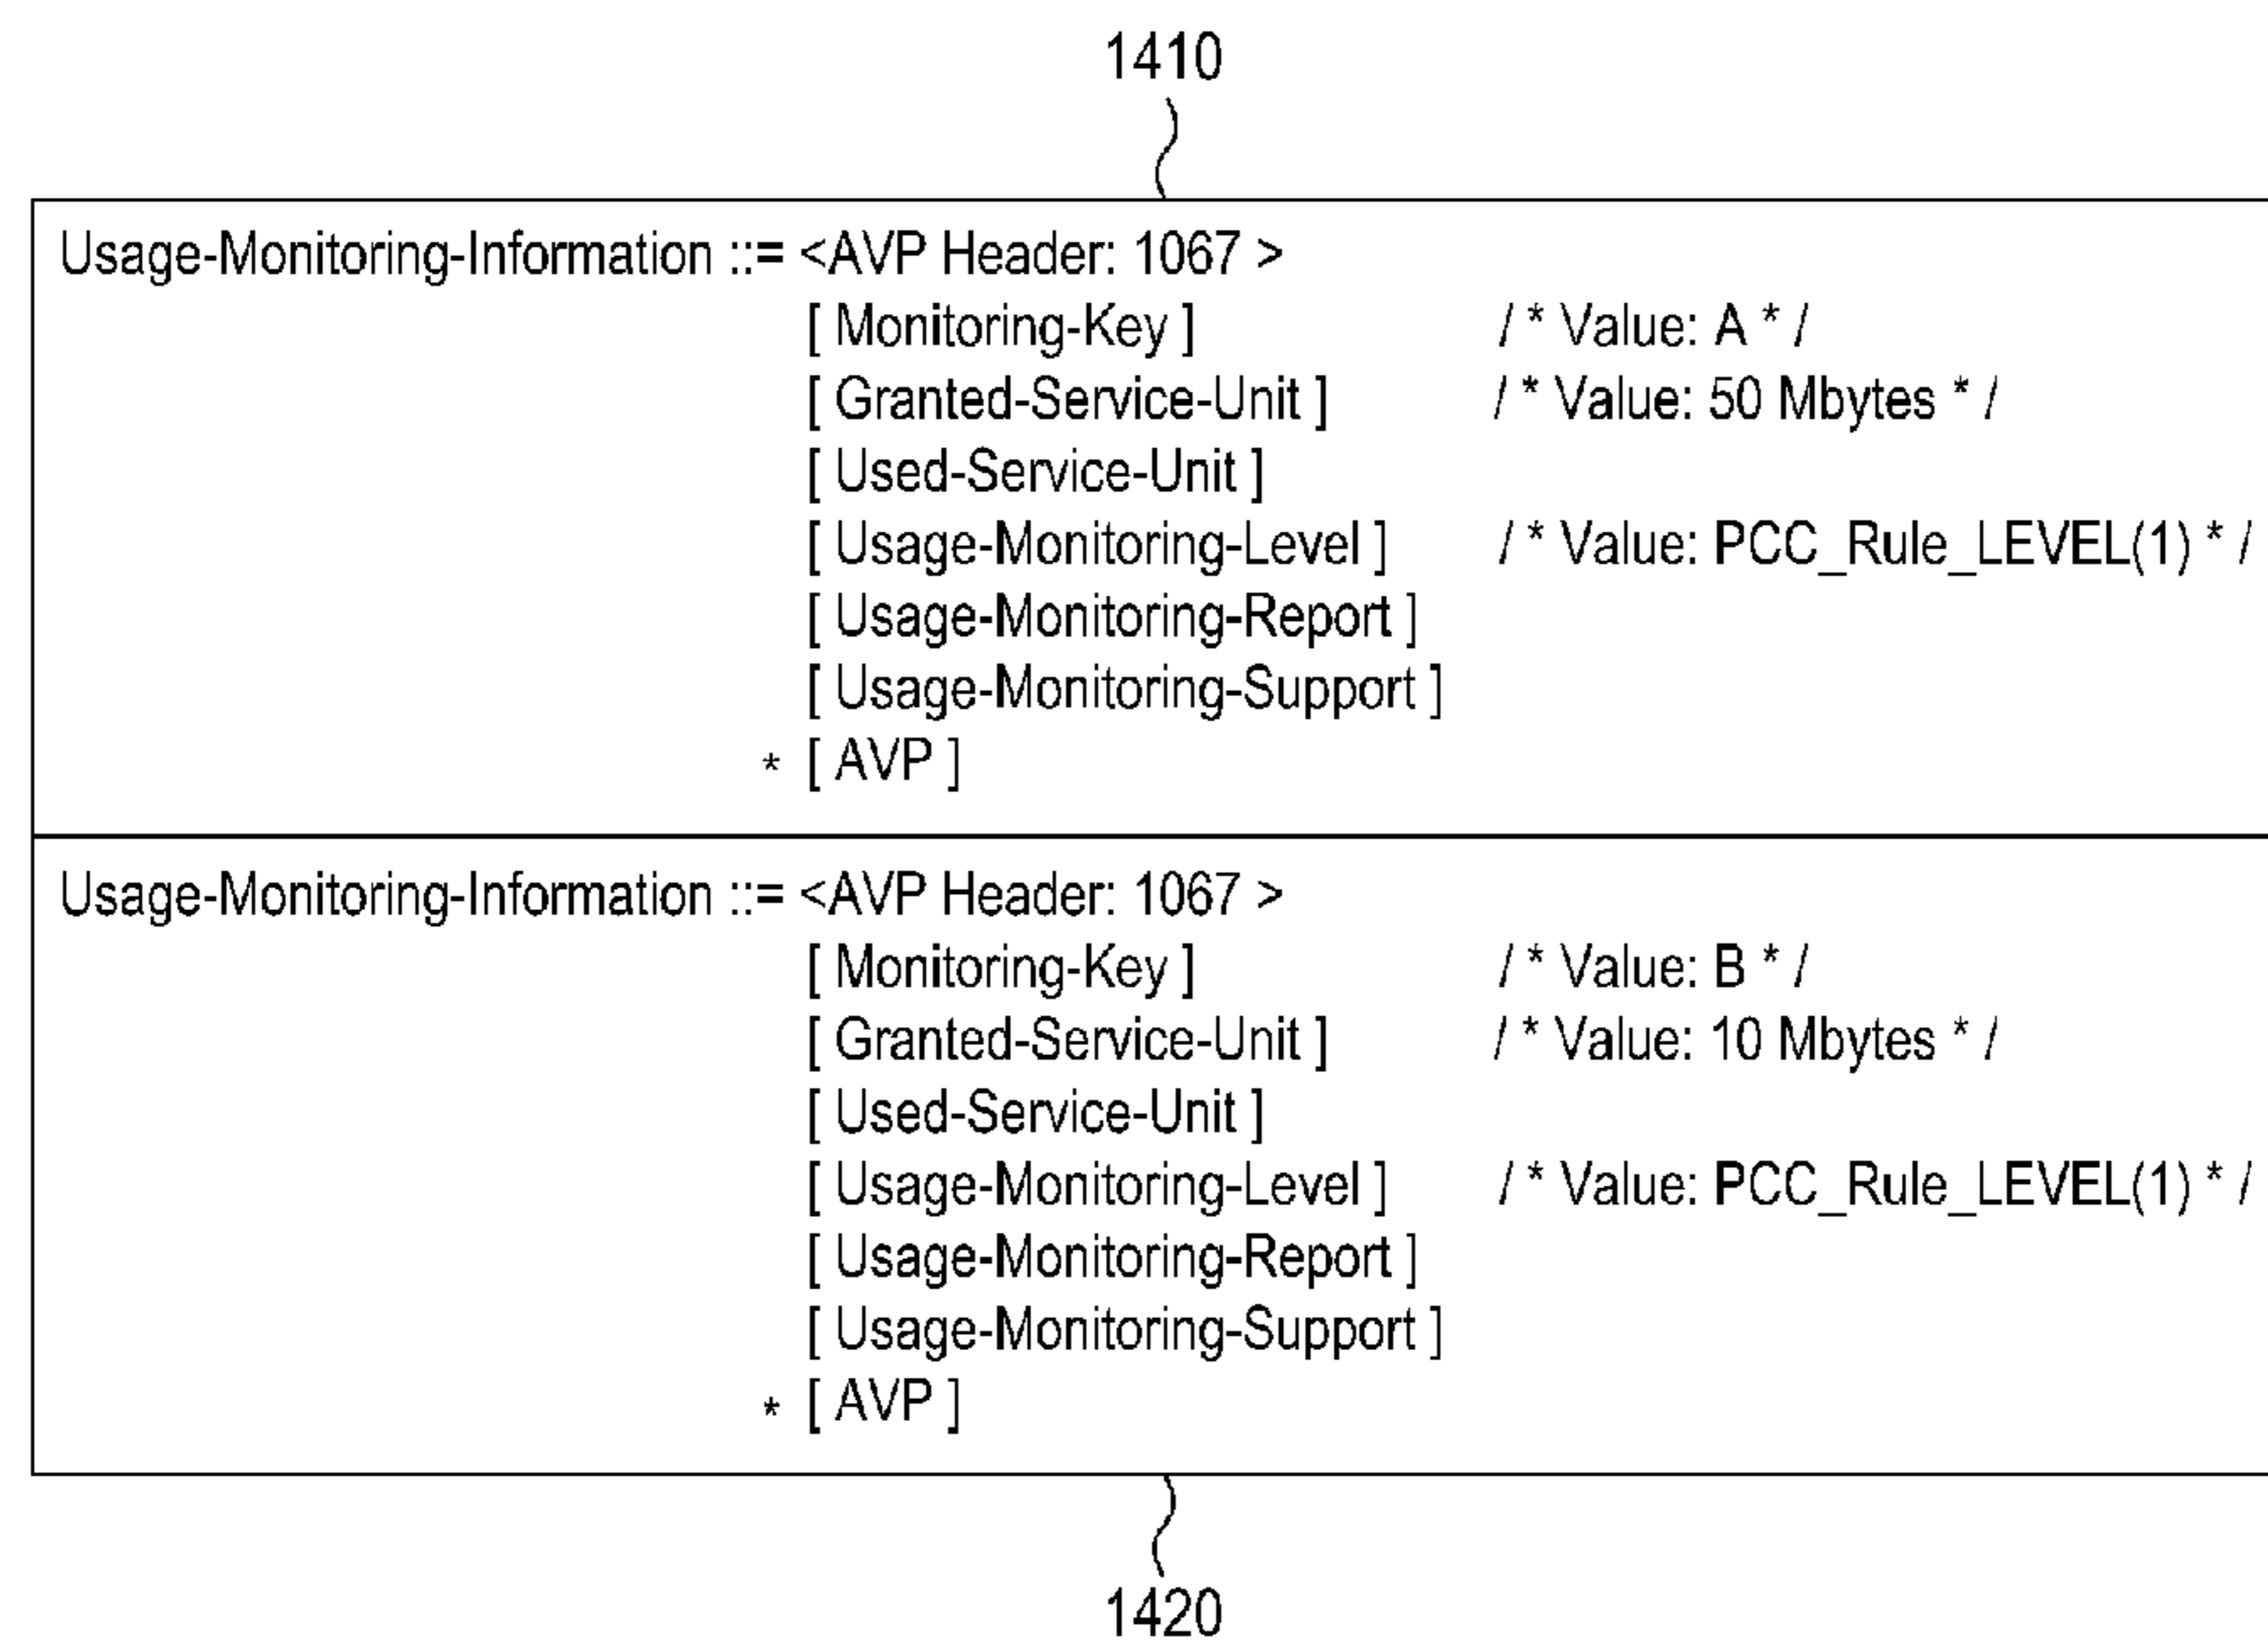 1410
Usage-Monitoring-Information ::= <AVP Header: 1067 >
[ Monitoring-Key ] / * Value: A * /
[ Granted-Service-Unit ] / * Value: 50 Mbytes * /
[ Used-Service-Unit ]
[ Usage-Monitoring-Level ] / * Value: PCC_Rule_LEVEL(1) * /
[ Usage-Monitoring-Report ]
[ Usage-Monitoring-Support ]
* [ AVP ]
Usage-Monitoring-Information ::= <AVP Header: 1067 >
[ Monitoring-Key ] / * Value: B * /
[ Granted-Service-Unit ] / * Value: 10 Mbytes * /
[ Used-Service-Unit ]
[ Usage-Monitoring-Level ] / * Value: PCC_Rule_LEVEL(1) * /
[ Usage-Monitoring-Report ]
[ Usage-Monitoring-Support ]
* [ AVP ]
1420